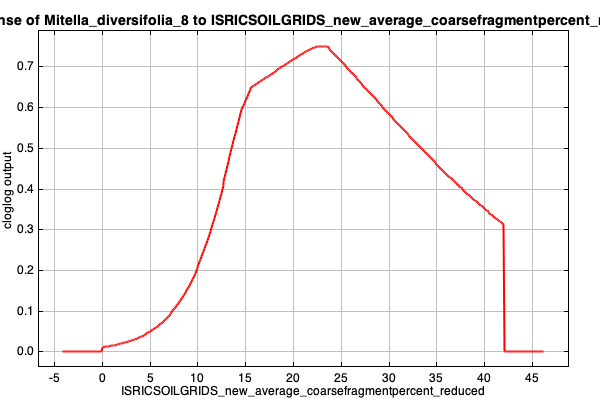 nse of Mitella_diversifolia_8 to ISRICSOILGRIDS_new_average_coarsefragmentpercent_r
cloglog output
0.7
0.6
0.5
0.4
0.3
0.2
0.1
0.0
-5 0 5 10 15 20 25 30 35 40 45
ISRICSOILGRIDS_new_average_coarsefragmentpercent_reduced